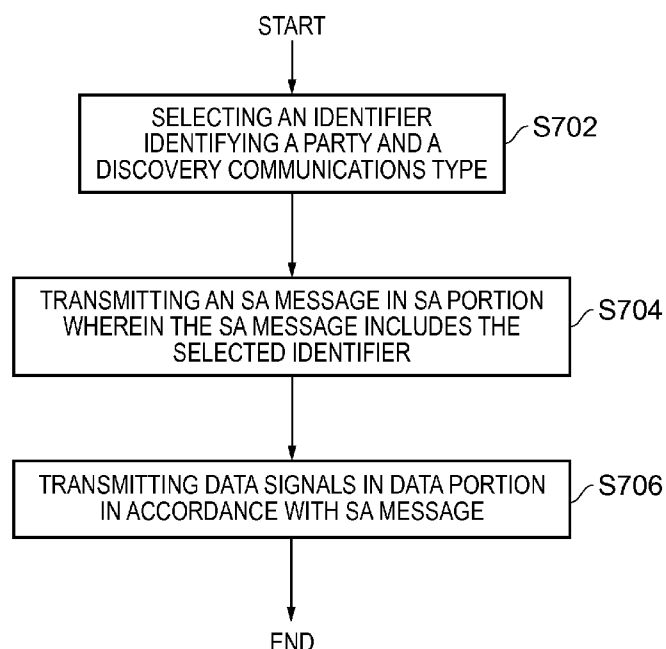 START
SELECTING AN IDENTIFIER
IDENTIFYING A PARTY AND A
DISCOVERY COMMUNICATIONS TYPE
S702
TRANSMITTING AN SA MESSAGE IN SA PORTION
WHEREIN THE SA MESSAGE INCLUDES THE
SELECTED IDENTIFIER
S704
TRANSMITTING DATA SIGNALS IN DATA PORTION
IN ACCORDANCE WITH SA MESSAGE
S706
END